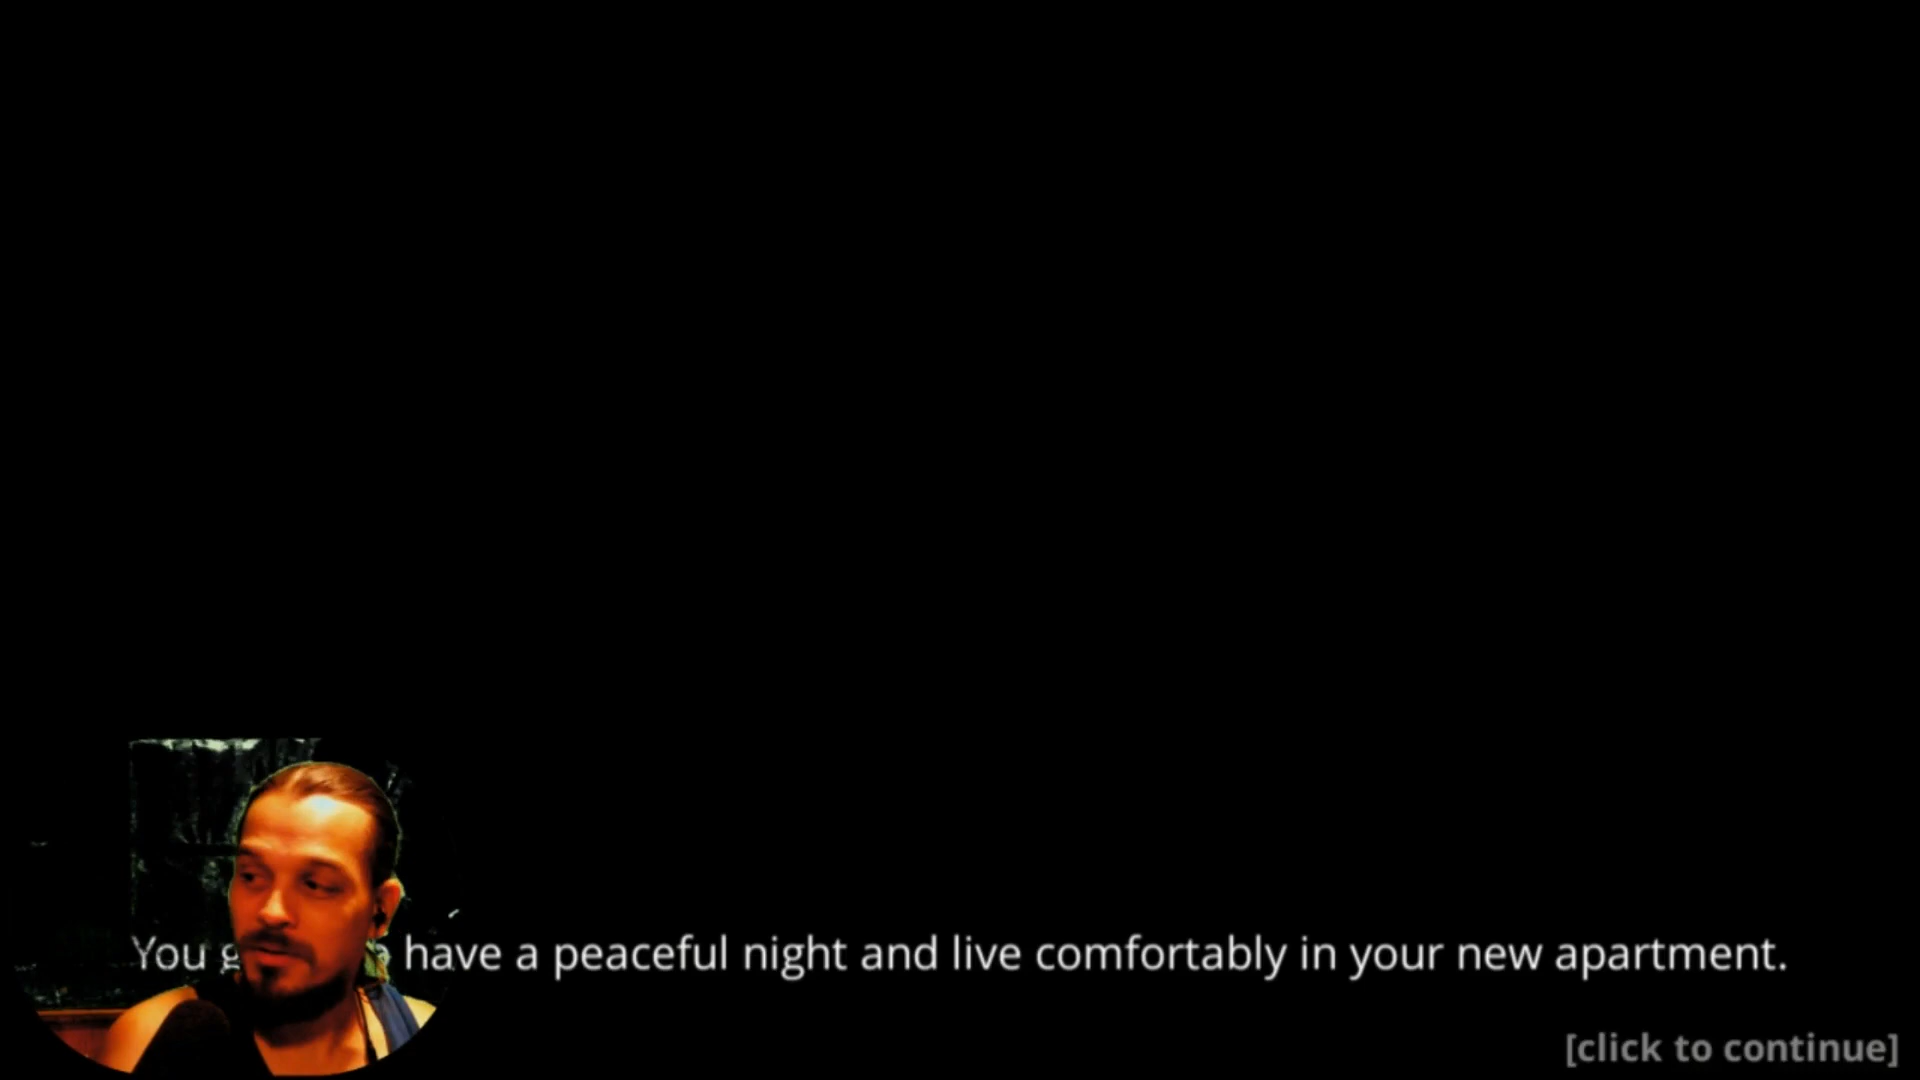 You have a peaceful night and live comfortably in your new apartment.
[click to continue]